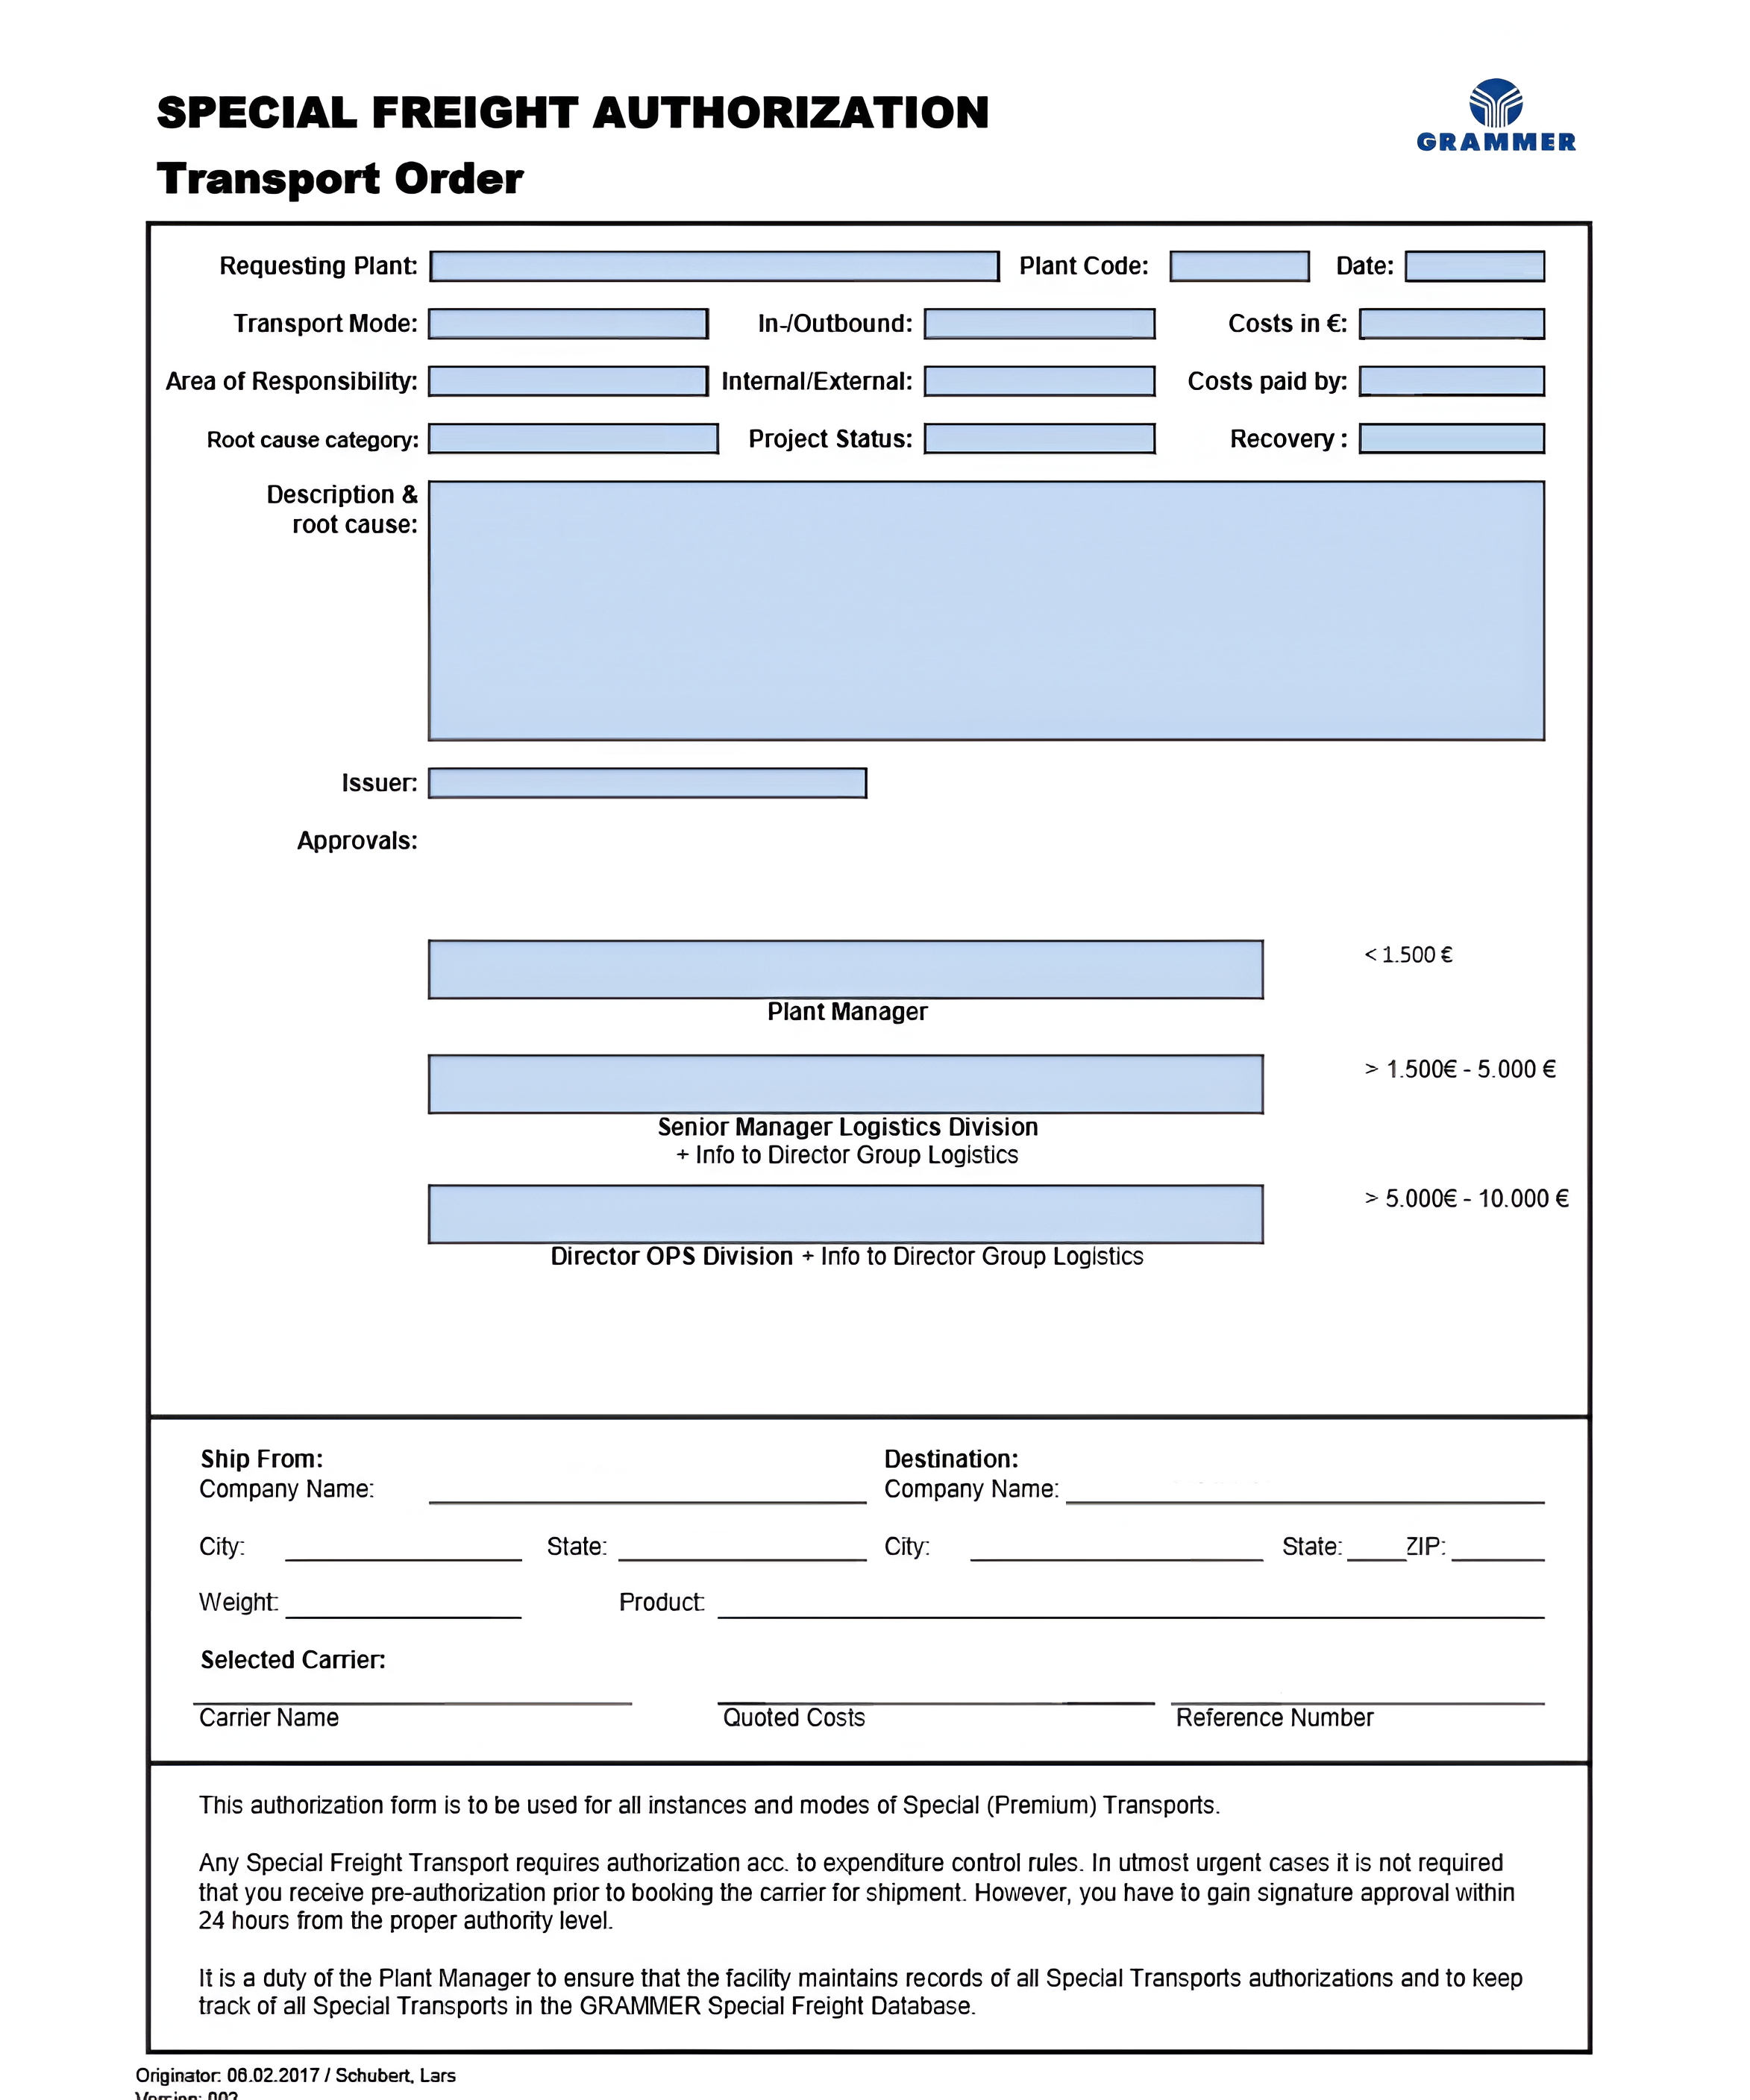 SPECIAL FREIGHT AUTHORIZATION
GRAMMER
Transport Order
Requesting Plant: Plant Code: Date:
Transport Mode: In-/Outbound: Costs in €:
Area of Responsibility: Internal/External: Costs paid by:
Root cause category: Project Status: Recovery :
Description &
root cause:
Issuer:
Approvals:
< 1.500 €
Plant Manager
> 1.500€ - 5.000 €
Senior Manager Logistics Division
+ Info to Director Group Logistics
> 5.000€ - 10.000 €
Director OPS Division + Info to Director Group Logistics
Ship From: Destination:
Company Name: Company Name:
City: State: City: State: ZIP:
Weight: Product:
Selected Carrier:
Carrier Name Quoted Costs Reference Number
This authorization form is to be used for all instances and modes of Special (Premium) Transports.
Any Special Freight Transport requires authorization acc. to expenditure control rules. In utmost urgent cases it is not required
that you receive pre-authorization prior to booking the carrier for shipment. However, you have to gain signature approval within
24 hours from the proper authority level.
It is a duty of the Plant Manager to ensure that the facility maintains records of all Special Transports authorizations and to keep
track of all Special Transports in the GRAMMER Special Freight Database.
Originator: 06.02.2017 / Schubert, Lars